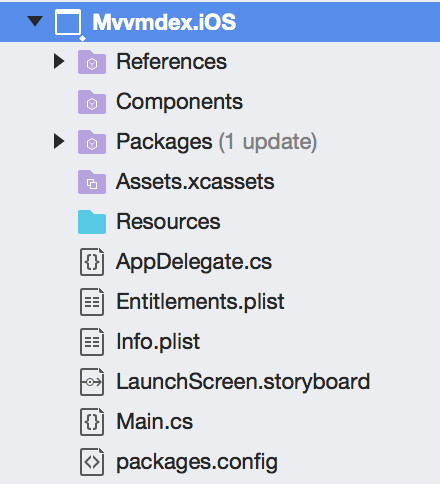 Mvvmdex.iOS
References
Components
Packages (1 update)
Assets.xcassets
Resources
AppDelegate.cs
Entitlements.plist
Info.plist
LaunchScreen.storyboard
Main.cs
packages.config